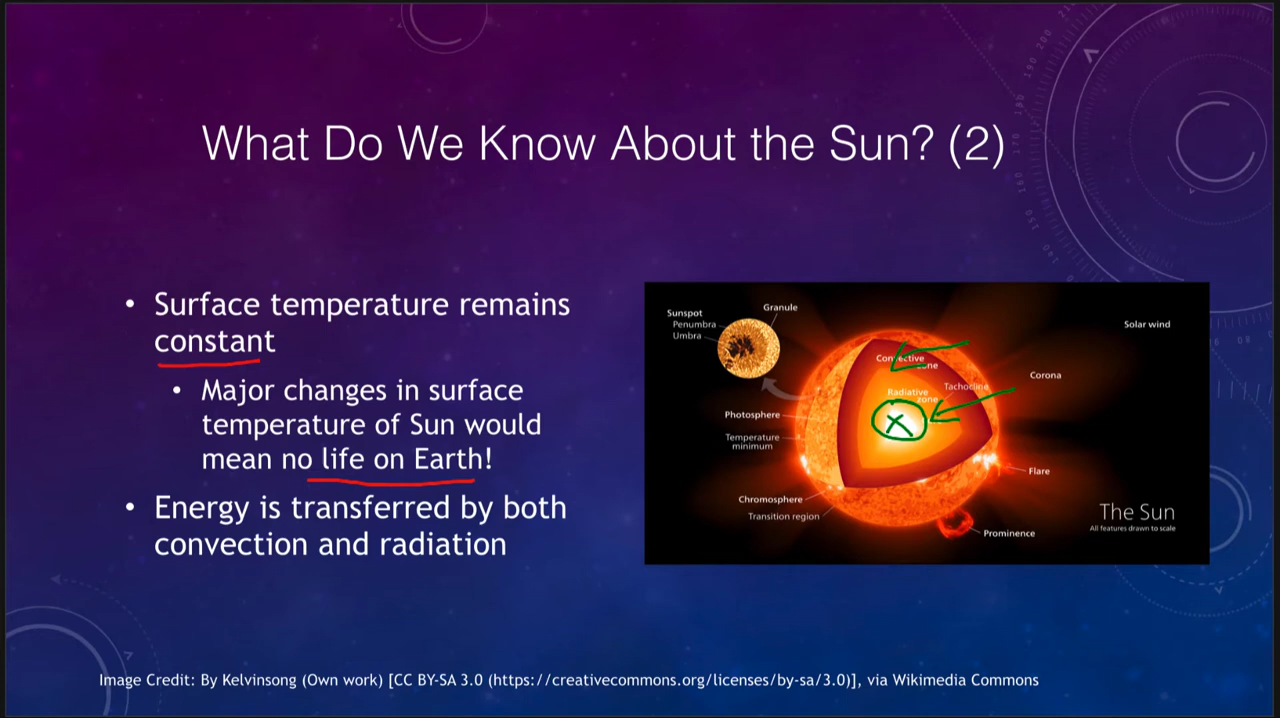 What Do We Know About the Sun? (2)
• Surface temperature remains
constant
• Major changes in surface
temperature of Sun would
mean no life on Earth!
• Energy is transferred by both
convection and radiation
Sunspot
Penumbra
Umbra
Granule
Solar wind
Convective
zone
Radiative
zone
Tachocline
Corona
Photosphere
Temperature
minimum
Flare
Chromosphere
Transition region
Prominence
The Sun
All features drawn to scale
Image Credit: By Kelvinsong (Own work) [CC BY-SA 3.0 (https://creativecommons.org/licenses/by-sa/3.0)], via Wikimedia Commons